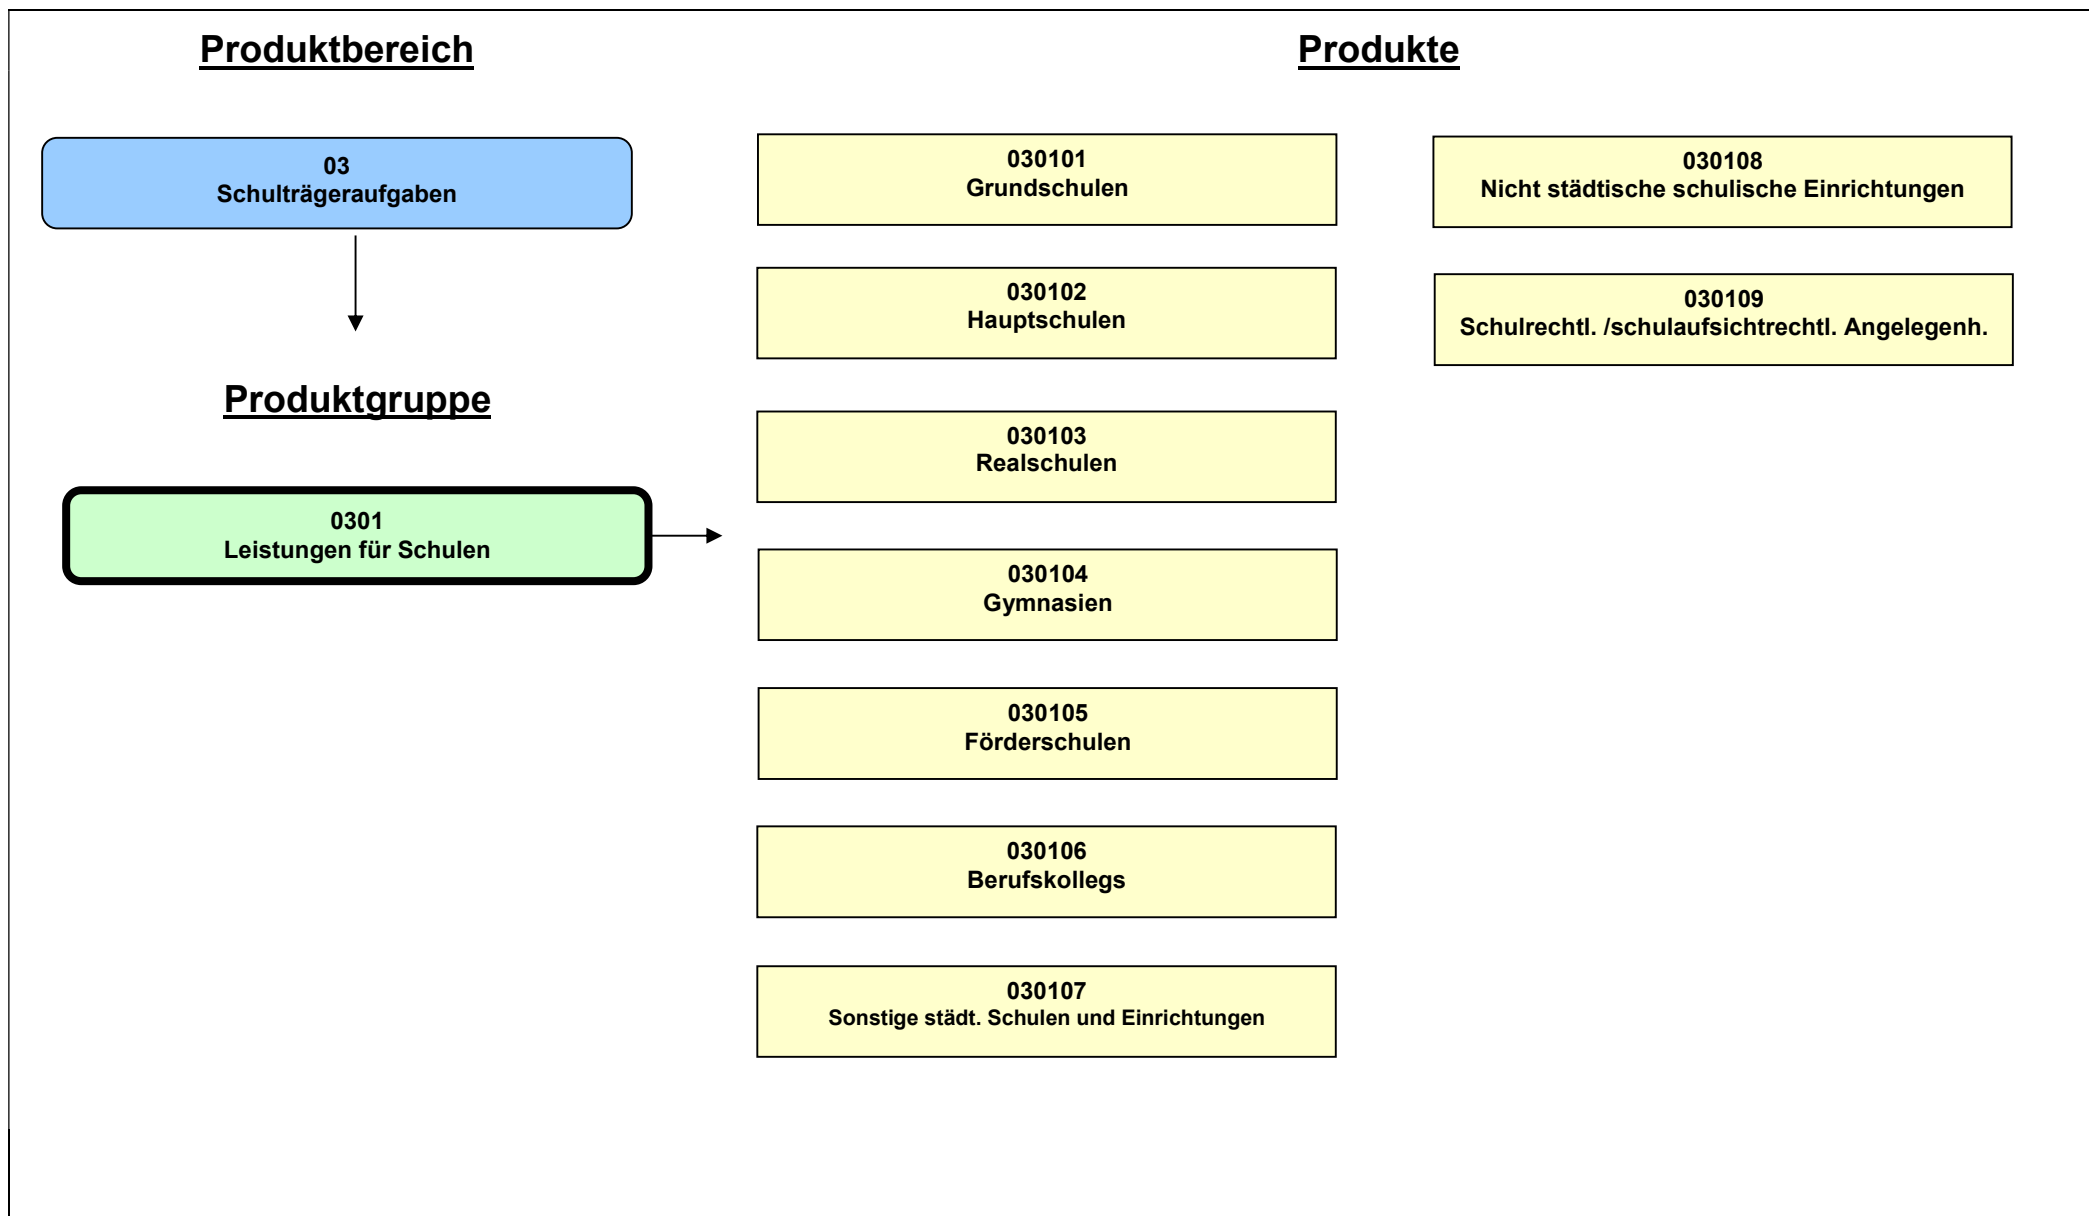 Produktbereich
Produkte
03
Schulträgeraufgaben
Produktgruppe
0301
Leistungen für Schulen
030101
Grundschulen
030102
Hauptschulen
030103
Realschulen
030104
Gymnasien
030105
Förderschulen
030106
Berufskollegs
030107
Sonstige städt. Schulen und Einrichtungen
030108
Nicht städtische schulische Einrichtungen
030109
Schulrechtl. /schulaufsichtrechtl. Angelegenh.